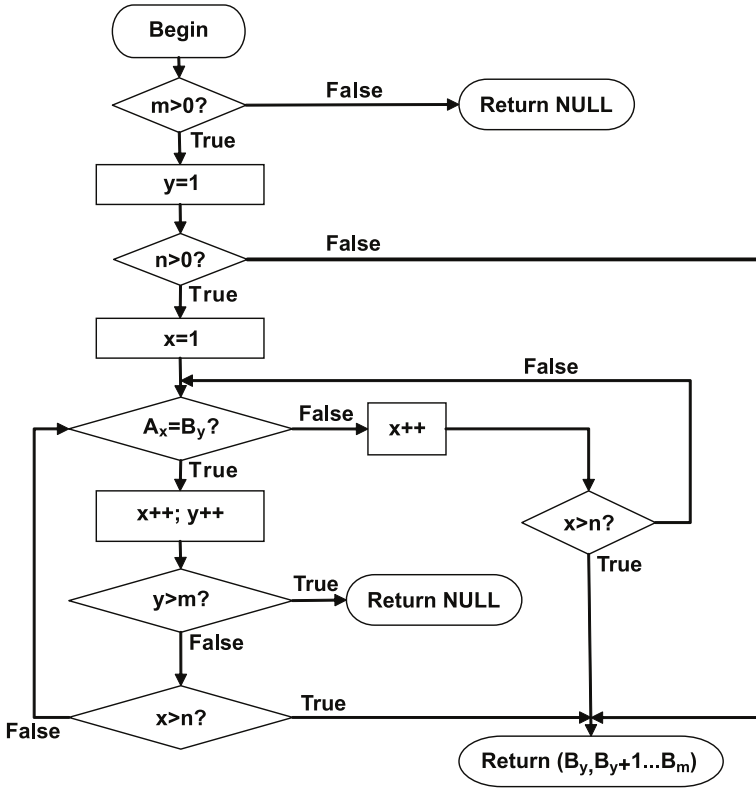 Begin
m>0?
False
Return NULL
True
y=1
n>0?
False
True
x=1
False
Ax=By?
False
x++
True
x++; y++
x>n?
True
y>m?
True
Return NULL
False
x>n?
True
False
Return (By,By+1...Bm)